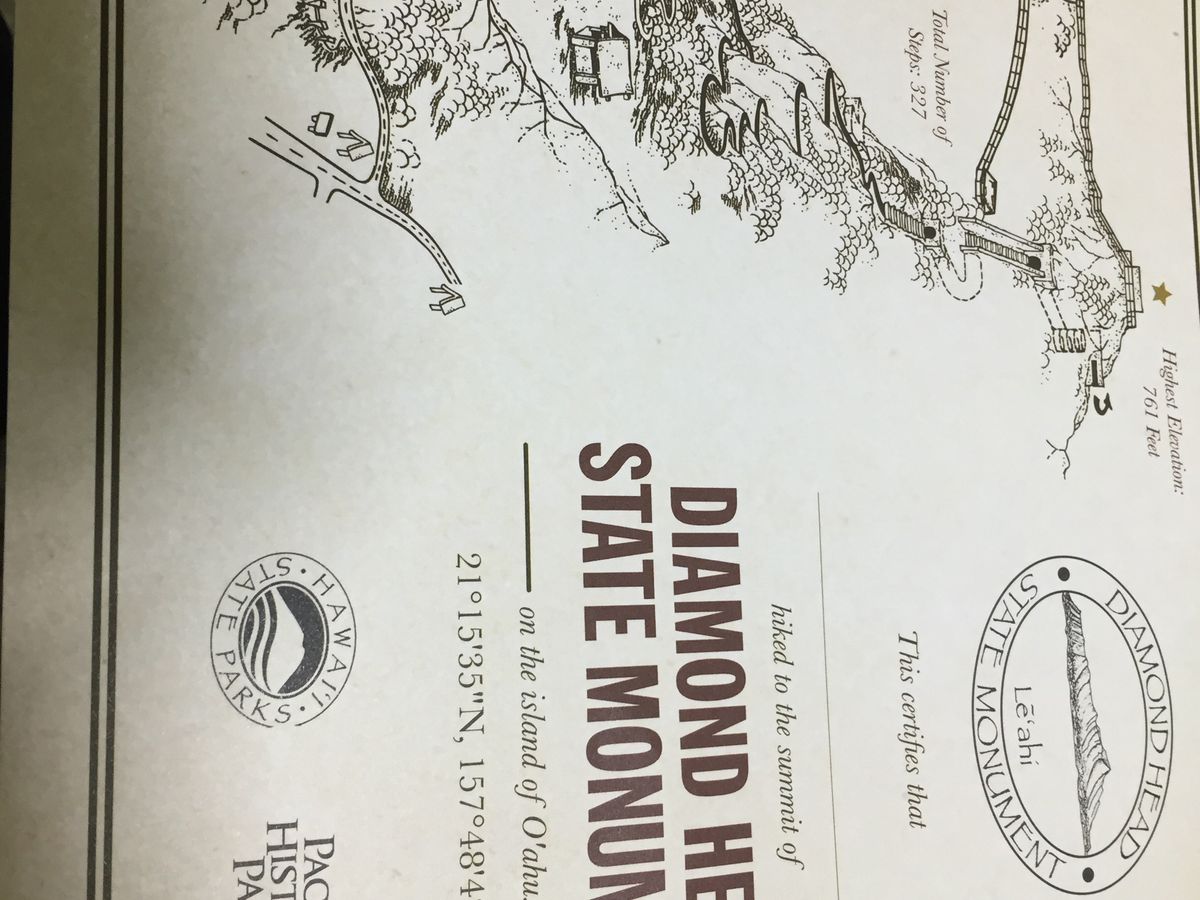 Total Number of
Steps: 327
Highest Elevation:
761 Feet
DIAMOND HEAD
Lē‘ahi
STATE MONUMENT
This certifies that
hiked to the summit of
DIAMOND HE
STATE MONUM
on the island of O'ahu.
21°15'35"N, 157°48'4
HAWAI‘I
STATE PARKS
PAC
HIST
PA